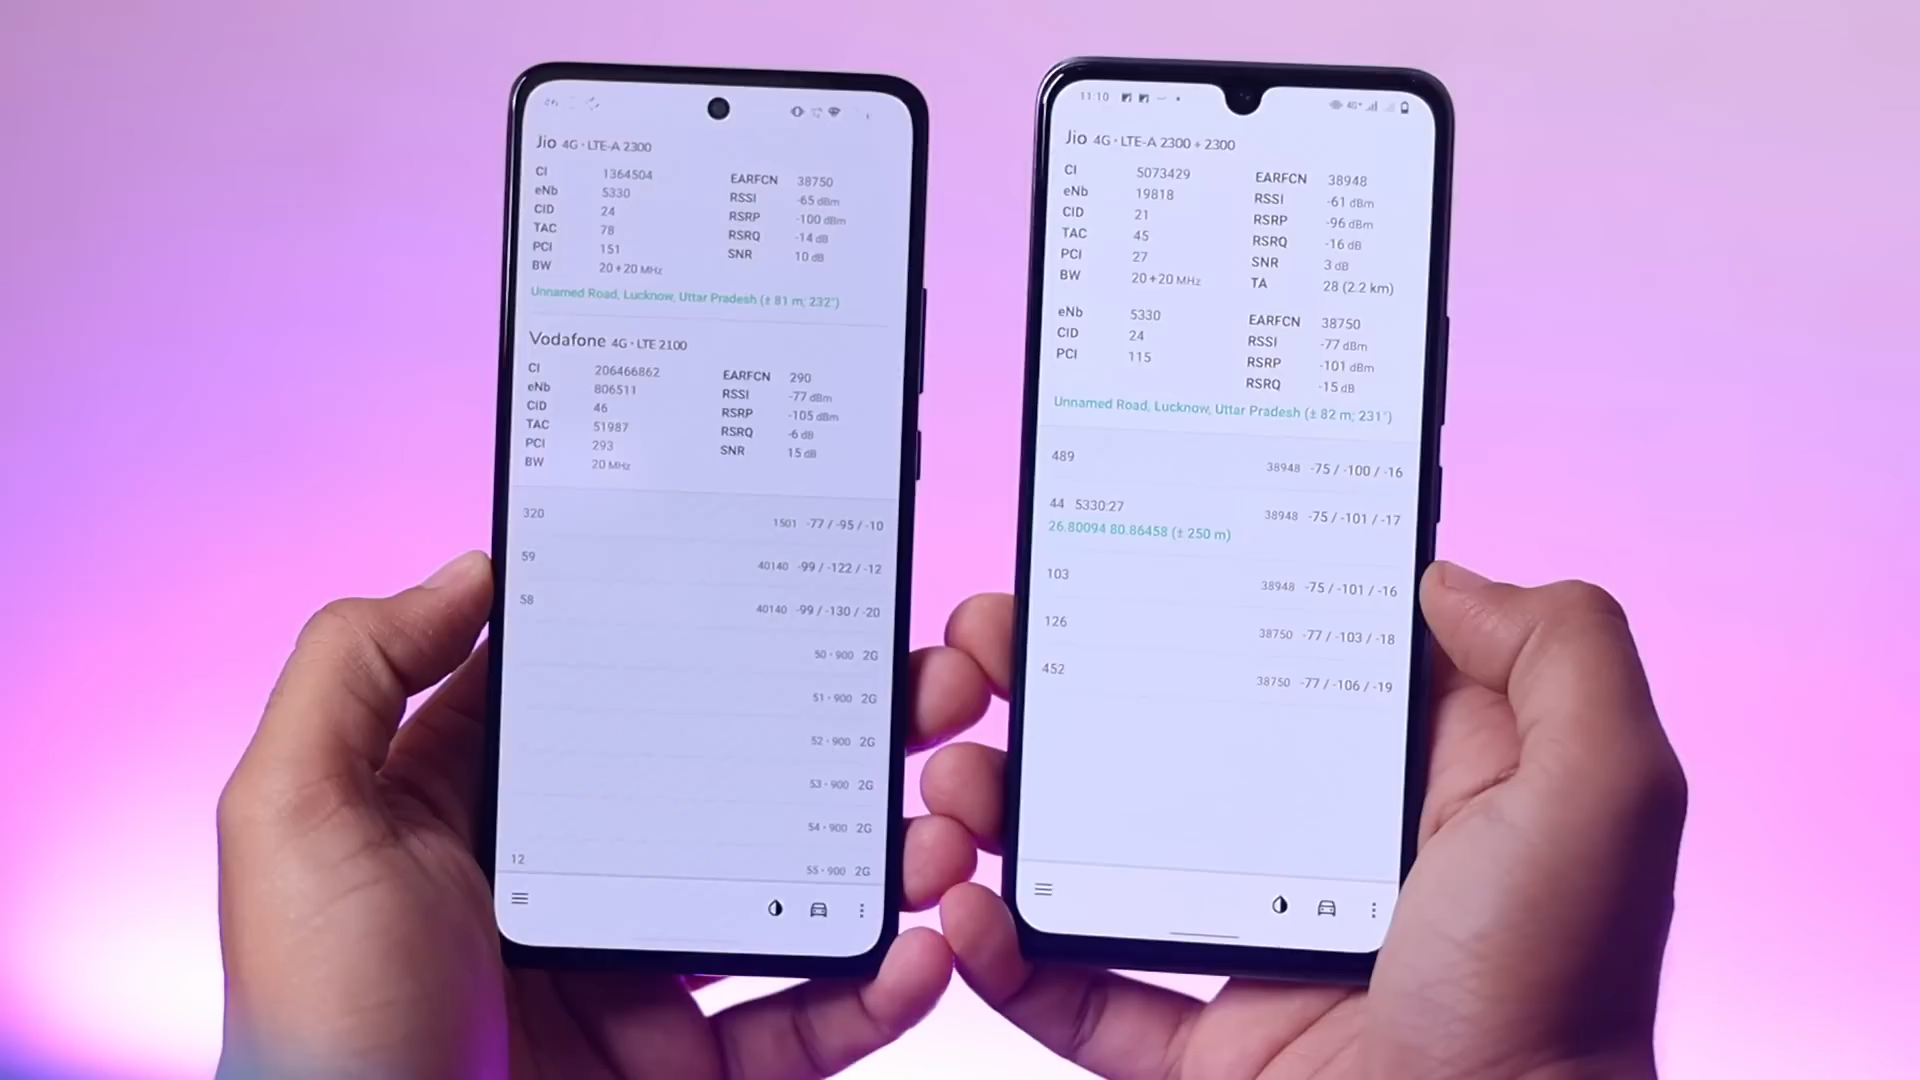 Jio 4G • LTE-A 2300
CI 1364504 EARFCN 38750
eNb 5330 RSSI -65 dBm
CID 24 RSRP -100 dBm
TAC 78 RSRQ -14 dB
PCI 151 SNR 10 dB
BW 20+20 MHz
Unnamed Road, Lucknow, Uttar Pradesh (± 81 m; 232°)
Vodafone 4G • LTE 2100
CI 206466862 EARFCN 290
eNb 806511 RSSI -77 dBm
CID 46 RSRP -105 dBm
TAC 51987 RSRQ -6 dB
PCI 293 SNR 15 dB
BW 20 MHz
320 1501 -77 / -95 / -10
59 40140 -99 / -122 / -12
58 40140 -99 / -130 / -20
50 • 900 2G
51 • 900 2G
52 • 900 2G
53 • 900 2G
54 • 900 2G
12 55 • 900 2G
11:10 4G+
Jio 4G • LTE-A 2300 + 2300
CI 5073429 EARFCN 38948
eNb 19818 RSSI -61 dBm
CID 21 RSRP -96 dBm
TAC 45 RSRQ -16 dB
PCI 27 SNR 3 dB
BW 20+20 MHz TA 28 (2.2 km)
eNb 5330 EARFCN 38750
CID 24 RSSI -77 dBm
PCI 115 RSRP -101 dBm
RSRQ -15 dB
Unnamed Road, Lucknow, Uttar Pradesh (± 82 m; 231°)
489 38948 -75 / -100 / -16
44 5330:27 38948 -75 / -101 / -17
26.80094 80.86458 (± 250 m)
103 38948 -75 / -101 / -16
126 38750 -77 / -103 / -18
452 38750 -77 / -106 / -19